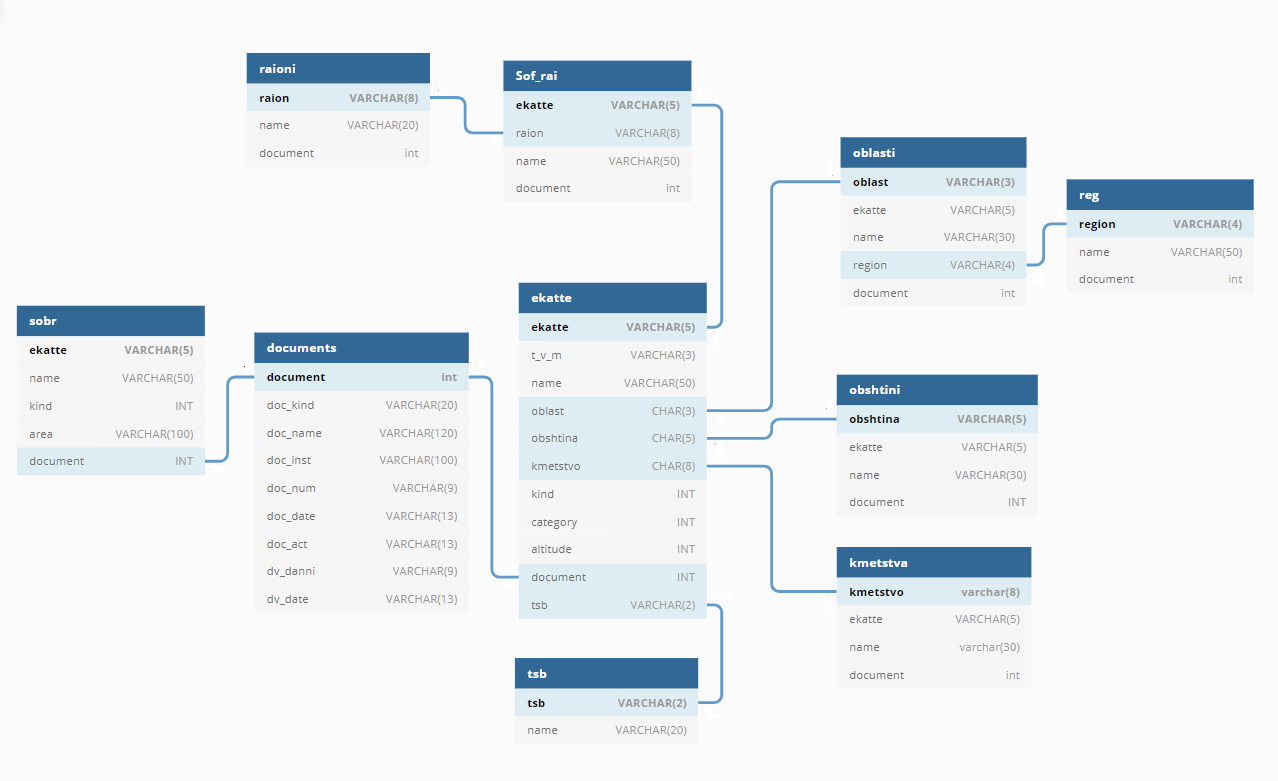 raioni
raion VARCHAR(8)
name VARCHAR(20)
document int
Sof_rai
ekatte VARCHAR(5)
raion VARCHAR(8)
name VARCHAR(50)
document int
oblasti
oblast VARCHAR(3)
ekatte VARCHAR(5)
name VARCHAR(30)
region VARCHAR(4)
document int
reg
region VARCHAR(4)
name VARCHAR(50)
document int
sobr
ekatte VARCHAR(5)
name VARCHAR(50)
kind INT
area VARCHAR(100)
document INT
documents
document int
doc_kind VARCHAR(20)
doc_name VARCHAR(120)
doc_inst VARCHAR(100)
doc_num VARCHAR(9)
doc_date VARCHAR(13)
doc_act VARCHAR(13)
dv_danni VARCHAR(9)
dv_date VARCHAR(13)
ekatte
ekatte VARCHAR(5)
t_v_m VARCHAR(3)
name VARCHAR(50)
oblast CHAR(3)
obshtina CHAR(5)
kmetstvo CHAR(8)
kind INT
category INT
altitude INT
document INT
tsb VARCHAR(2)
obshtini
obshtina VARCHAR(5)
ekatte VARCHAR(5)
name VARCHAR(30)
document INT
kmetstva
kmetstvo varchar(8)
ekatte VARCHAR(5)
name varchar(30)
document int
tsb
tsb VARCHAR(2)
name VARCHAR(20)